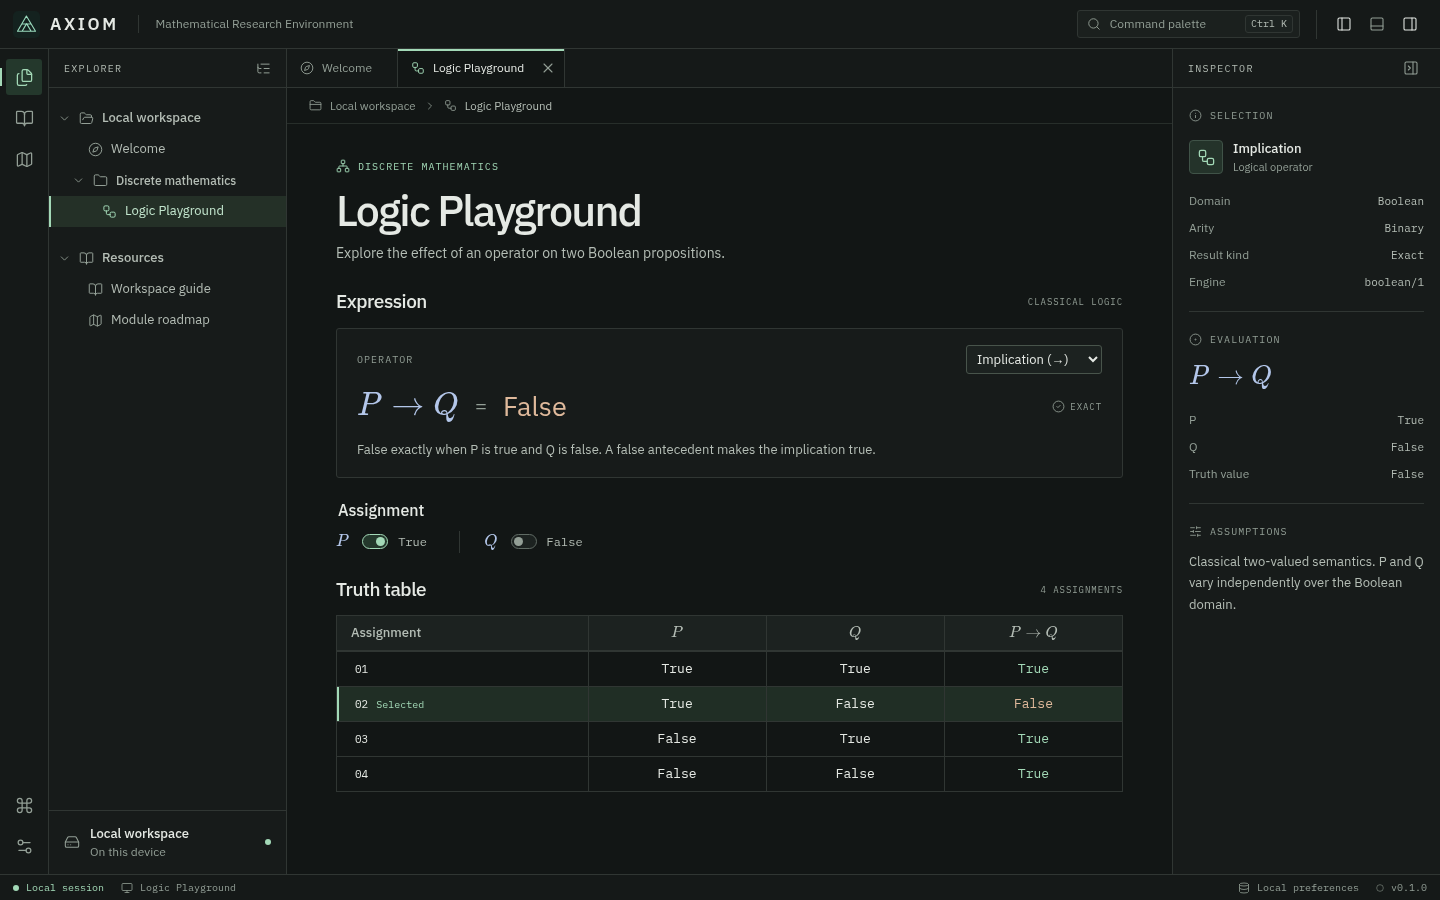 AXIOM
Mathematical Research Environment
Command palette
Ctrl K
EXPLORER
Welcome
Logic Playground
INSPECTOR
Local workspace
Logic Playground
Local workspace
Welcome
Discrete mathematics
Logic Playground
Resources
Workspace guide
Module roadmap
DISCRETE MATHEMATICS
Logic Playground
Explore the effect of an operator on two Boolean propositions.
Expression
CLASSICAL LOGIC
OPERATOR
Implication (→)
P → Q = False
EXACT
False exactly when P is true and Q is false. A false antecedent makes the implication true.
Assignment
P True
Q False
Truth table
4 ASSIGNMENTS
Assignment P Q P → Q
01 True True True
02 Selected True False False
03 False True True
04 False False True
SELECTION
Implication
Logical operator
Domain Boolean
Arity Binary
Result kind Exact
Engine boolean/1
EVALUATION
P → Q
P True
Q False
Truth value False
ASSUMPTIONS
Classical two-valued semantics. P and Q
vary independently over the Boolean
domain.
Local workspace
On this device
Local session
Logic Playground
Local preferences
v0.1.0